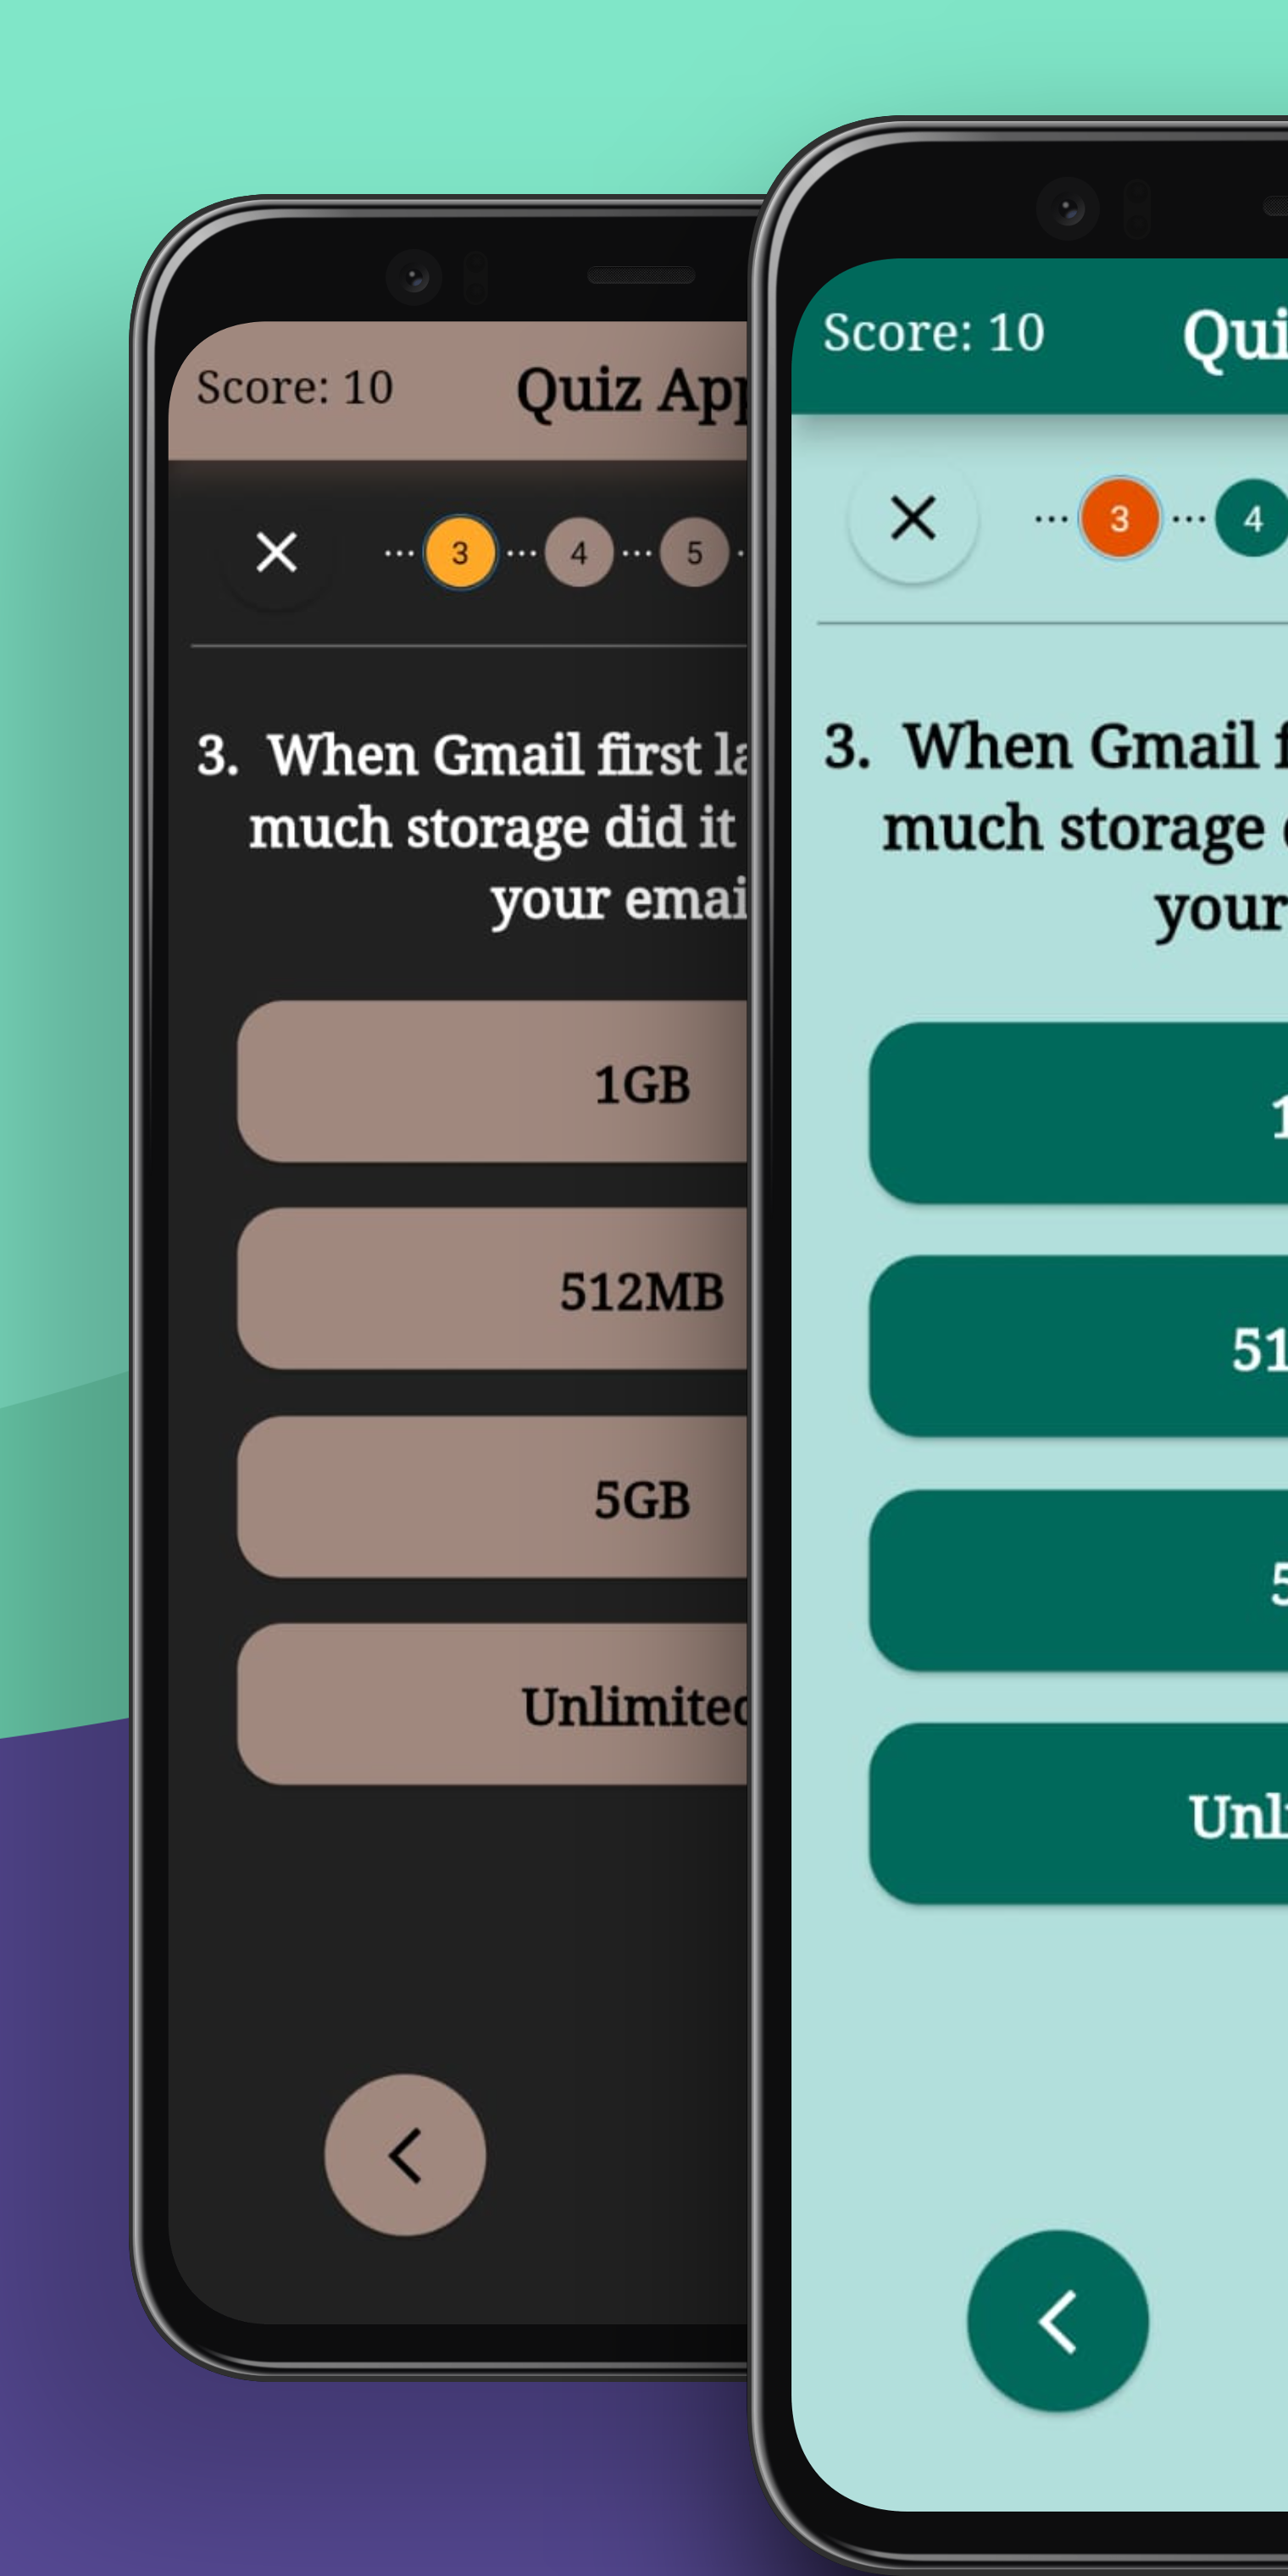 Score: 10
Quiz App
3
4
5
3. When Gmail first la
much storage did it
your emai
1GB
512MB
5GB
Unlimited
Score: 10
Qui
3
4
3. When Gmail f
much storage
your
1
51
5
Unli